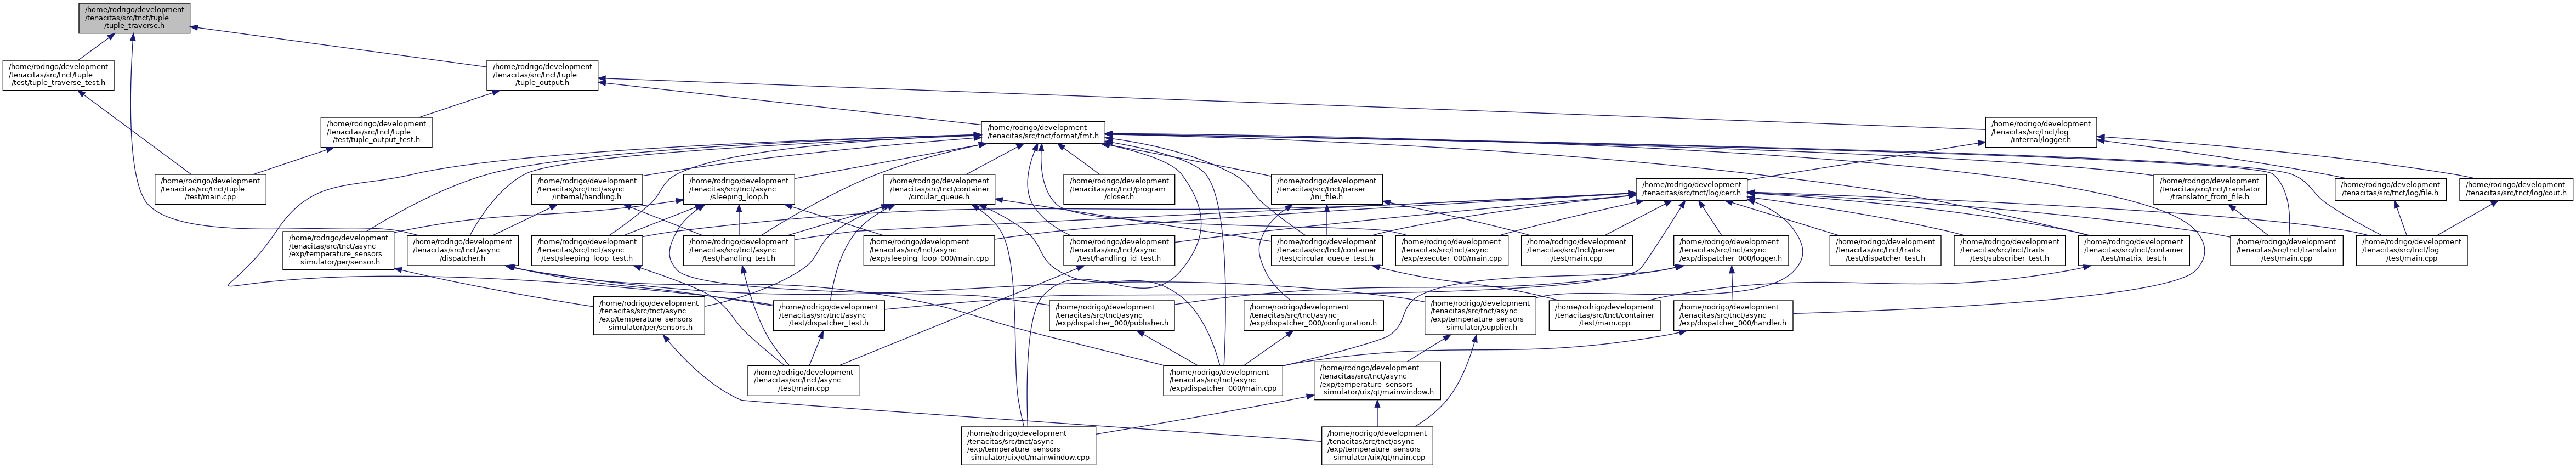 /home/rodrigo/development
/tenacitas/src/tnct/tuple
/tuple_traverse.h
/home/rodrigo/development
/tenacitas/src/tnct/tuple
/test/tuple_traverse_test.h
/home/rodrigo/development
/tenacitas/src/tnct/tuple
/tuple_output.h
/home/rodrigo/development
/tenacitas/src/tnct/tuple
/test/tuple_output_test.h
/home/rodrigo/development
/tenacitas/src/tnct/format/fmt.h
/home/rodrigo/development
/tenacitas/src/tnct/log
/internal/logger.h
/home/rodrigo/development
/tenacitas/src/tnct/tuple
/test/main.cpp
/home/rodrigo/development
/tenacitas/src/tnct/async
/internal/handling.h
/home/rodrigo/development
/tenacitas/src/tnct/async
/sleeping_loop.h
/home/rodrigo/development
/tenacitas/src/tnct/container
/circular_queue.h
/home/rodrigo/development
/tenacitas/src/tnct/program
/closer.h
/home/rodrigo/development
/tenacitas/src/tnct/parser
/ini_file.h
/home/rodrigo/development
/tenacitas/src/tnct/log/cerr.h
/home/rodrigo/development
/tenacitas/src/tnct/translator
/translator_from_file.h
/home/rodrigo/development
/tenacitas/src/tnct/log/file.h
/home/rodrigo/development
/tenacitas/src/tnct/log/cout.h
/home/rodrigo/development
/tenacitas/src/tnct/async
/exp/temperature_sensors
_simulator/per/sensor.h
/home/rodrigo/development
/tenacitas/src/tnct/async
/dispatcher.h
/home/rodrigo/development
/tenacitas/src/tnct/async
/test/sleeping_loop_test.h
/home/rodrigo/development
/tenacitas/src/tnct/async
/test/handling_test.h
/home/rodrigo/development
/tenacitas/src/tnct/async
/exp/sleeping_loop_000/main.cpp
/home/rodrigo/development
/tenacitas/src/tnct/async
/test/handling_id_test.h
/home/rodrigo/development
/tenacitas/src/tnct/container
/test/circular_queue_test.h
/home/rodrigo/development
/tenacitas/src/tnct/async
/exp/executer_000/main.cpp
/home/rodrigo/development
/tenacitas/src/tnct/parser
/test/main.cpp
/home/rodrigo/development
/tenacitas/src/tnct/async
/exp/dispatcher_000/logger.h
/home/rodrigo/development
/tenacitas/src/tnct/traits
/test/dispatcher_test.h
/home/rodrigo/development
/tenacitas/src/tnct/traits
/test/subscriber_test.h
/home/rodrigo/development
/tenacitas/src/tnct/container
/test/matrix_test.h
/home/rodrigo/development
/tenacitas/src/tnct/translator
/test/main.cpp
/home/rodrigo/development
/tenacitas/src/tnct/log
/test/main.cpp
/home/rodrigo/development
/tenacitas/src/tnct/async
/exp/temperature_sensors
_simulator/per/sensors.h
/home/rodrigo/development
/tenacitas/src/tnct/async
/test/dispatcher_test.h
/home/rodrigo/development
/tenacitas/src/tnct/async
/exp/dispatcher_000/publisher.h
/home/rodrigo/development
/tenacitas/src/tnct/async
/exp/dispatcher_000/configuration.h
/home/rodrigo/development
/tenacitas/src/tnct/async
/exp/temperature_sensors
_simulator/supplier.h
/home/rodrigo/development
/tenacitas/src/tnct/container
/test/main.cpp
/home/rodrigo/development
/tenacitas/src/tnct/async
/exp/dispatcher_000/handler.h
/home/rodrigo/development
/tenacitas/src/tnct/async
/test/main.cpp
/home/rodrigo/development
/tenacitas/src/tnct/async
/exp/dispatcher_000/main.cpp
/home/rodrigo/development
/tenacitas/src/tnct/async
/exp/temperature_sensors
_simulator/uix/qt/mainwindow.h
/home/rodrigo/development
/tenacitas/src/tnct/async
/exp/temperature_sensors
_simulator/uix/qt/mainwindow.cpp
/home/rodrigo/development
/tenacitas/src/tnct/async
/exp/temperature_sensors
_simulator/uix/qt/main.cpp